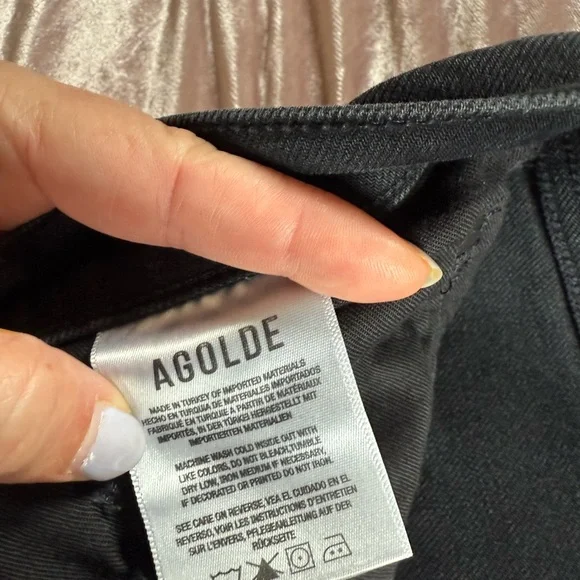 AGOLDE
MADE IN TURKEY OF IMPORTED MATERIALS
HECHO EN TURQUIA DE MATERIALES IMPORTADOS
FABRIQUÉ EN TURQUIE A PARTIR DE MATÉRIAUX
IMPORTÉS, IN DER TÜRKEI HERGESTELLT MIT
IMPORTIERTEN MATERIALIEN
MACHINE WASH COLD INSIDE OUT WITH
LIKE COLORS, DO NOT BLEACH, TUMBLE
DRY LOW, IRON MEDIUM IF NECESSARY,
IF DECORATED OR PRINTED DO NOT IRON.
SEE CARE ON REVERSE, VEA EL CUIDADO EN EL
REVERSO, VOIR LES INSTRUCTIONS D'ENTRETIEN
SUR L'ENVERS, PFLEGEANLEITUNG AUF DER
RÜCKSEITE